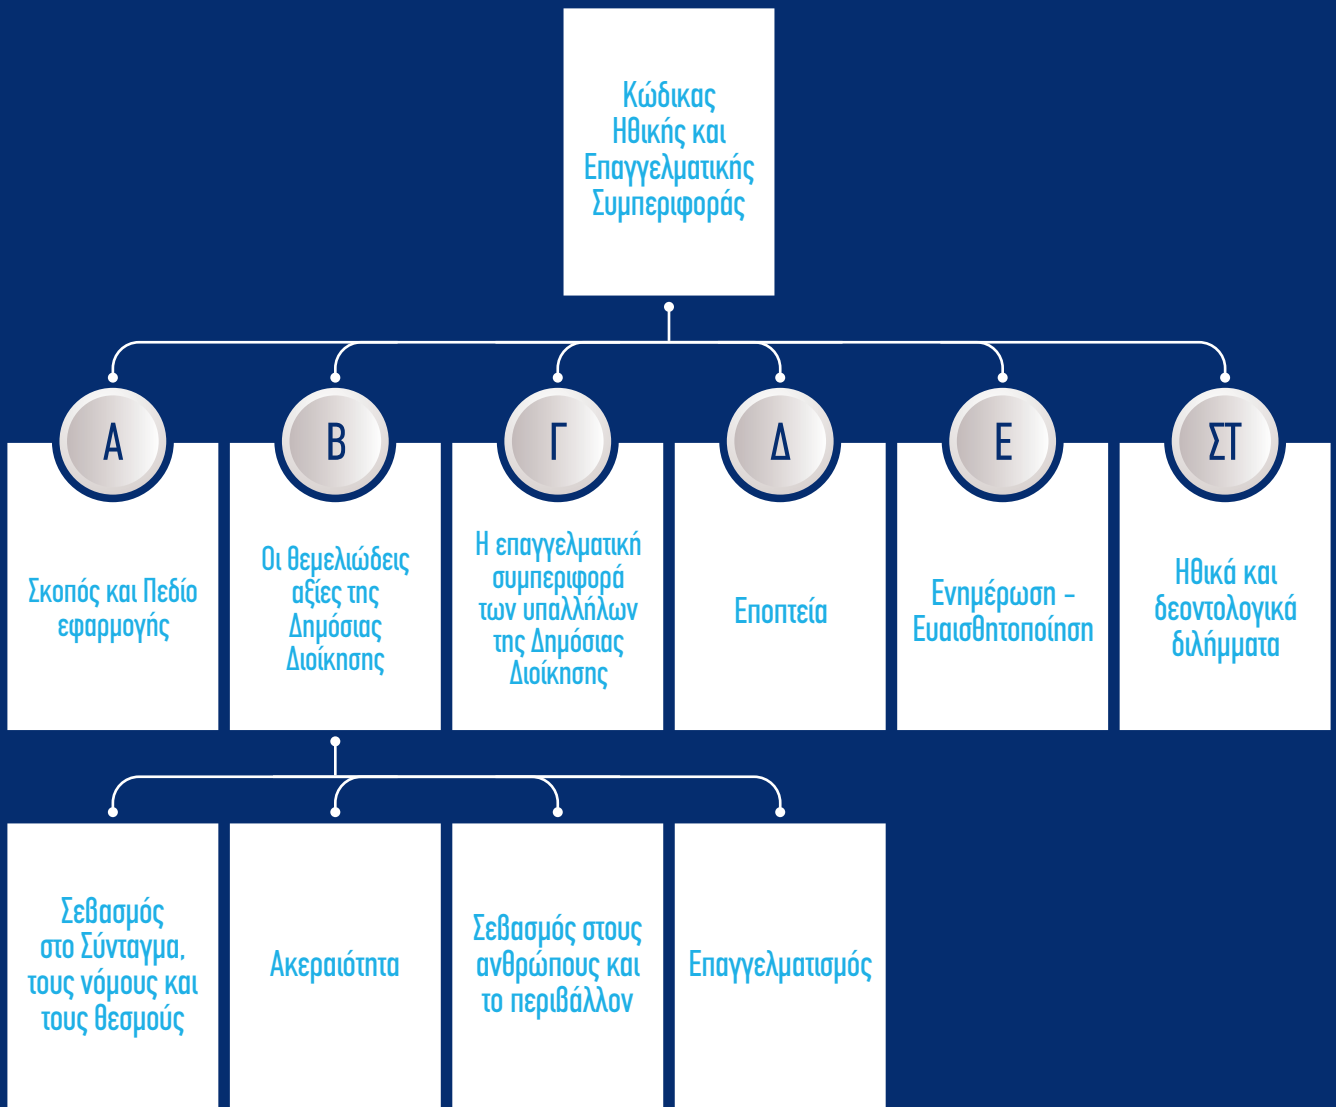 Κώδικας
Ηθικής και
Επαγγελματικής
Συμπεριφοράς
Α
Σκοπός και Πεδίο
εφαρμογής
Β
Οι θεμελιώδεις
αξίες της
Δημόσιας
Διοίκησης
Γ
Η επαγγελματική
συμπεριφορά
των υπαλλήλων
της Δημόσιας
Διοίκησης
Δ
Εποπτεία
Ε
Ενημέρωση -
Ευαισθητοποίηση
ΣΤ
Ηθικά και
δεοντολογικά
διλήμματα
Σεβασμός
στο Σύνταγμα,
τους νόμους και
τους θεσμούς
Ακεραιότητα
Σεβασμός στους
ανθρώπους και
το περιβάλλον
Επαγγελματισμός